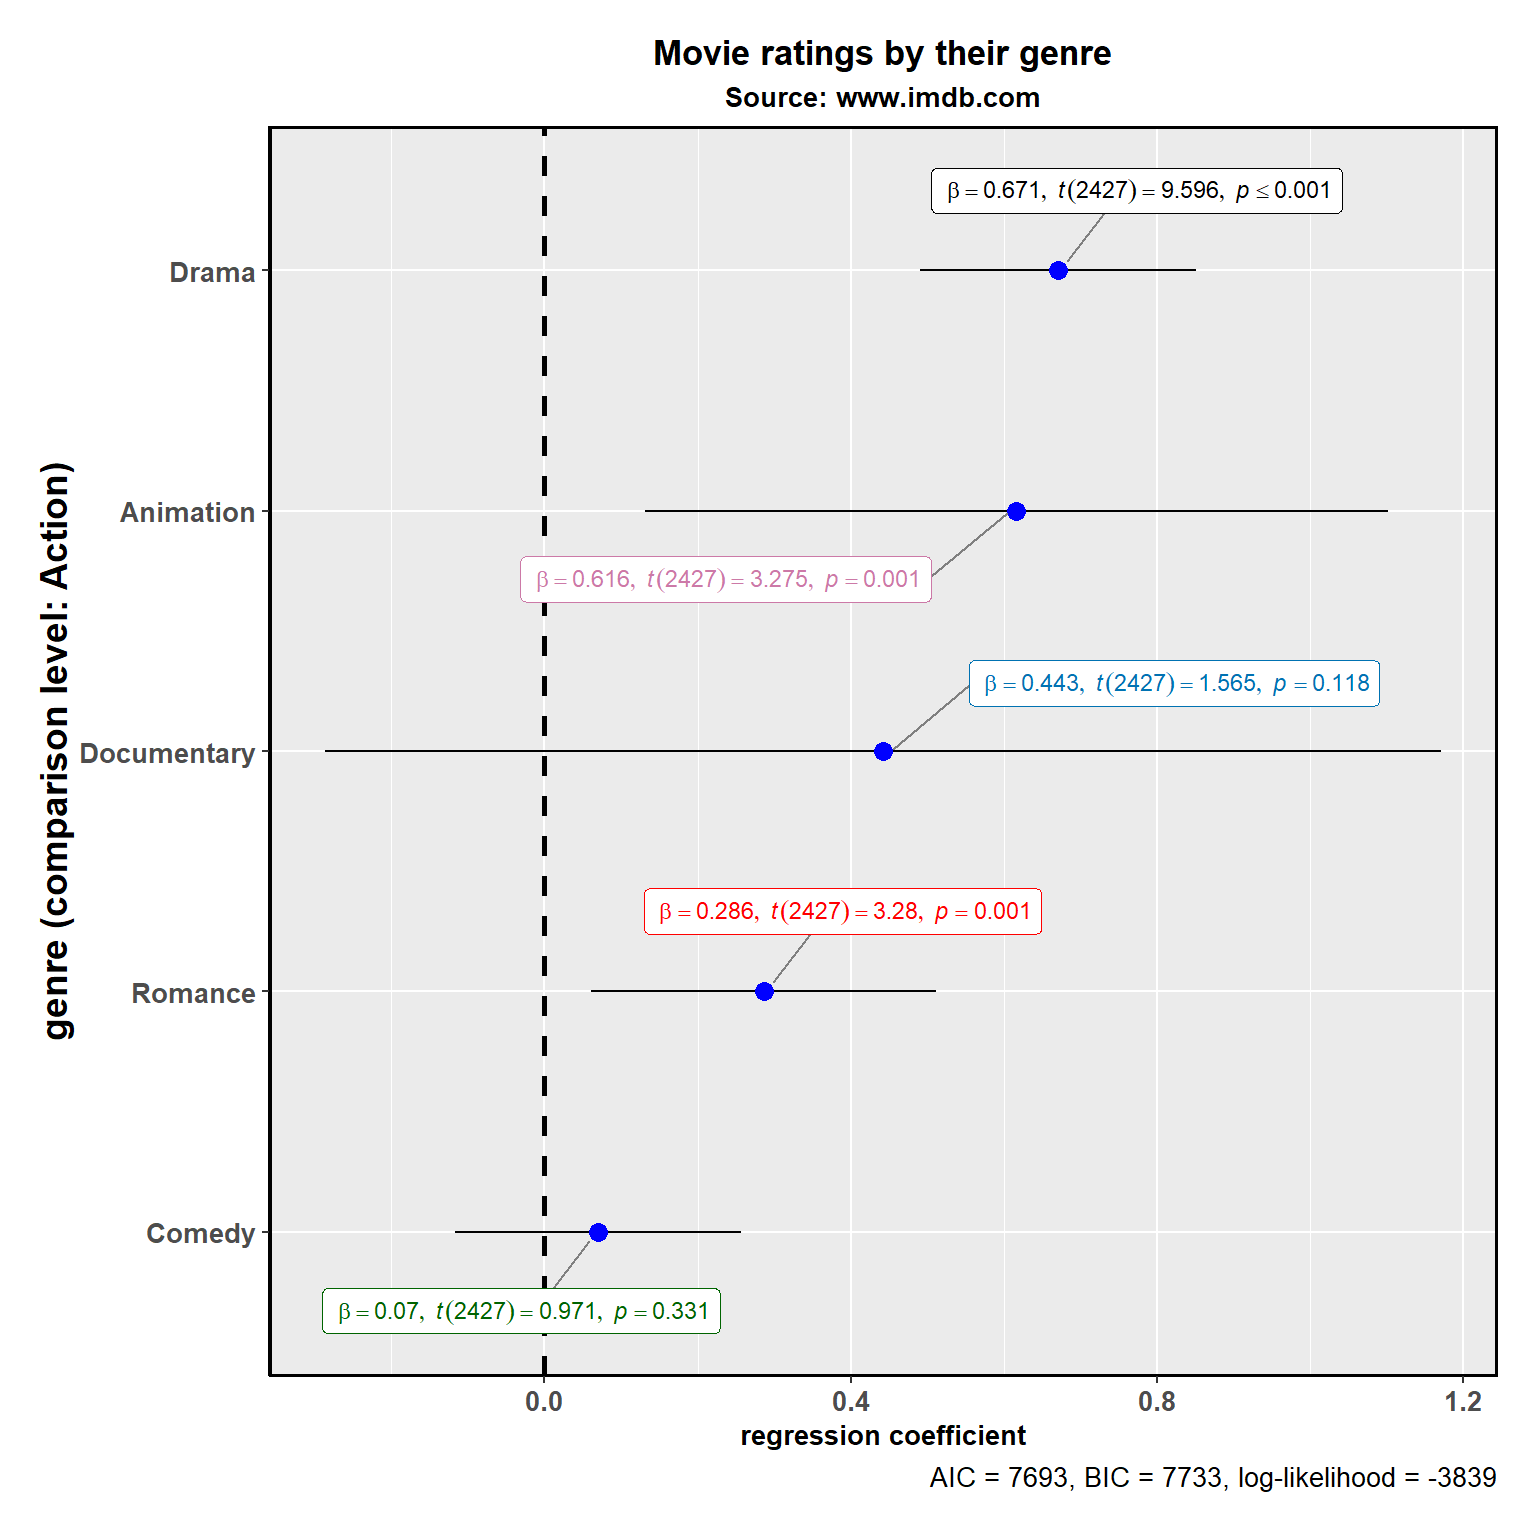 Movie ratings by their genre
Source: www.imdb.com
β = 0.671, t(2427) = 9.596, p ≤ 0.001
Drama
Animation
β = 0.616, t(2427) = 3.275, p = 0.001
β = 0.443, t(2427) = 1.565, p = 0.118
Documentary
β = 0.286, t(2427) = 3.28, p = 0.001
Romance
Comedy
β = 0.07, t(2427) = 0.971, p = 0.331
genre (comparison level: Action)
0.0 0.4 0.8 1.2
regression coefficient
AIC = 7693, BIC = 7733, log-likelihood = -3839